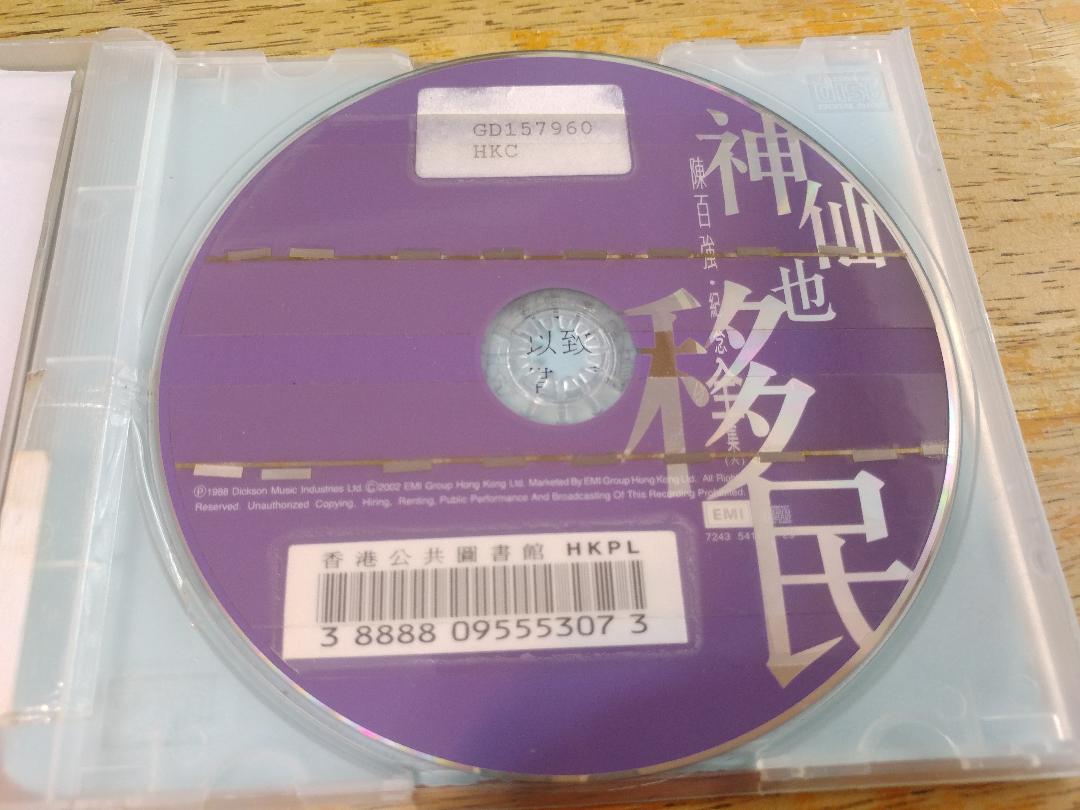 GD157960
HKC
神仙也移民
陳百強·紀念全集(六)
以致
℗1988 Dickson Music Industries Ltd. ©2002 EMI Group Hong Kong Ltd. Marketed By EMI Group Hong Kong Ltd. All Rights
Reserved. Unauthorized Copying, Hiring, Renting, Public Performance And Broadcasting Of This Recording Prohibited.
EMI
7243
香港公共圖書館 HKPL
3 8888 09555307 3